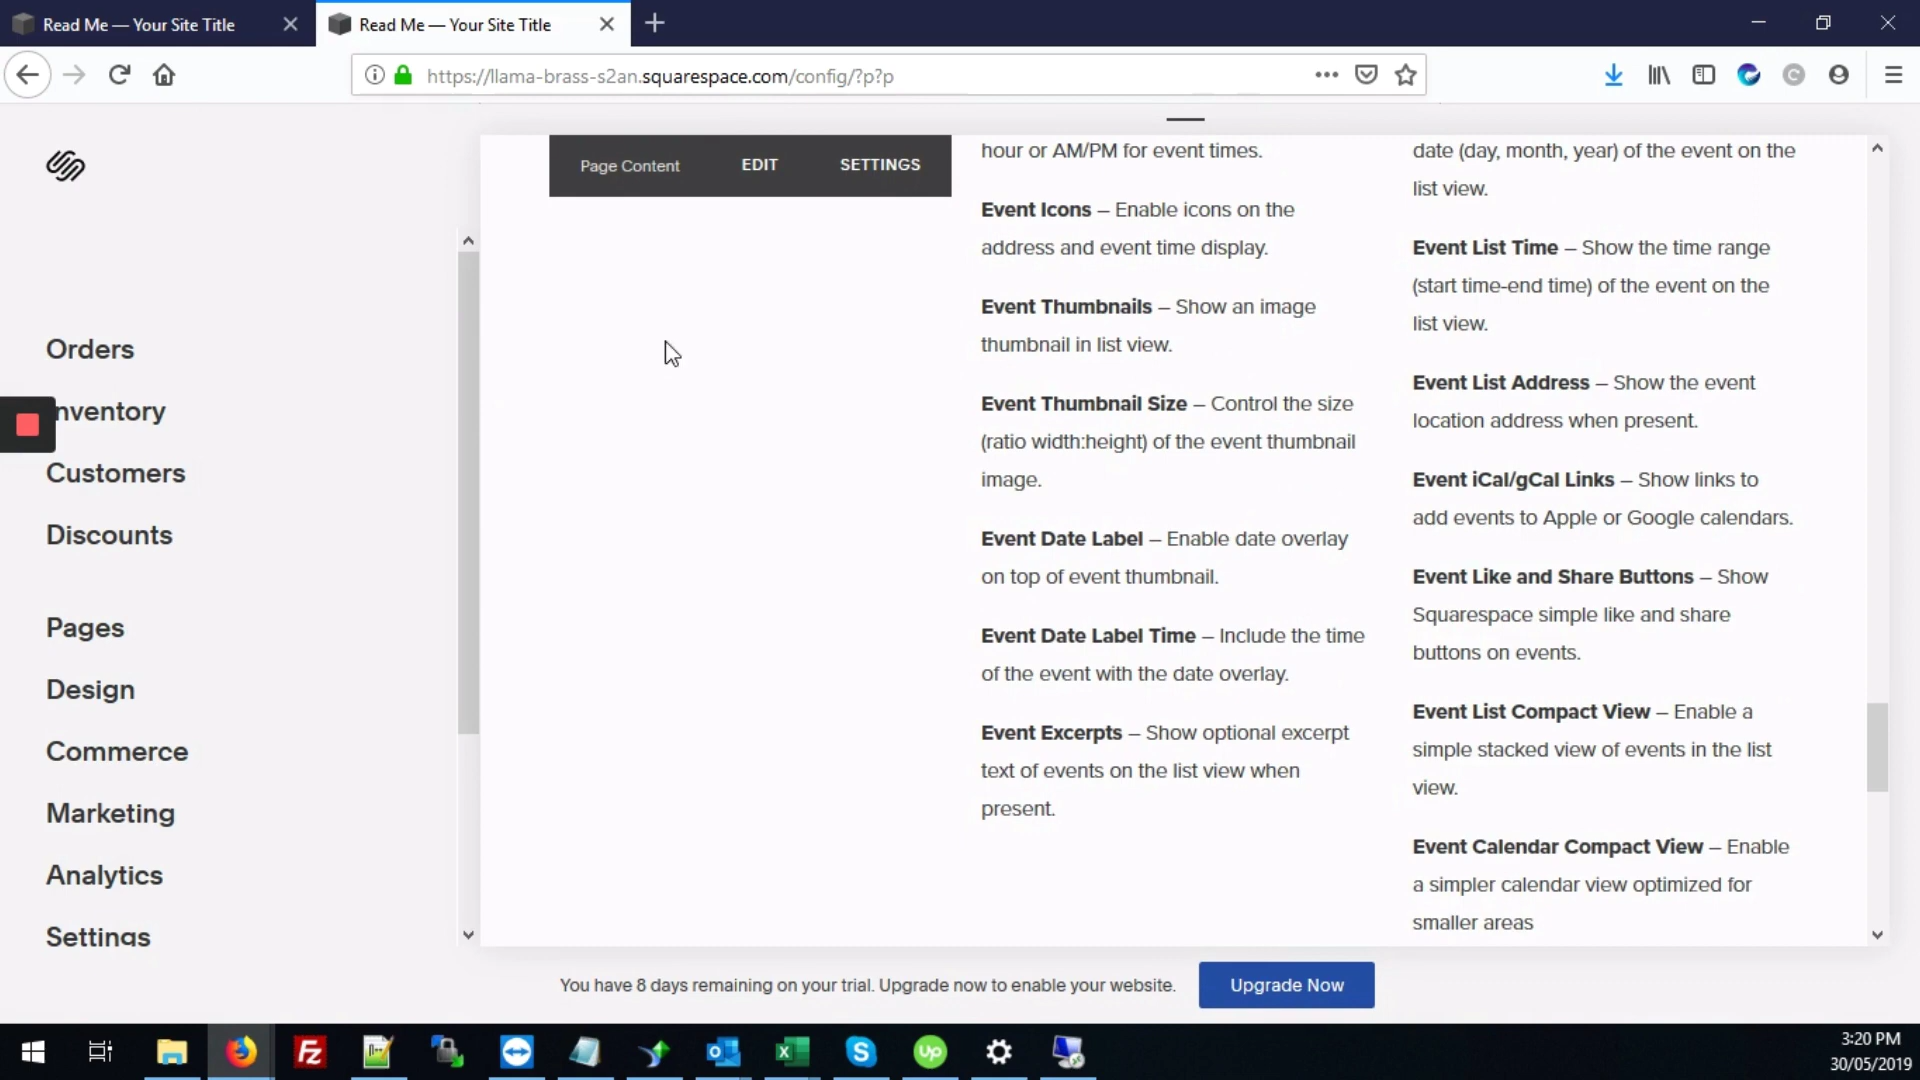 Read Me — Your Site Title
Read Me — Your Site Title
https://llama-brass-s2an.squarespace.com/config/?p?p
Orders
nventory
Customers
Discounts
Pages
Design
Commerce
Marketing
Analytics
Settings
Page Content
EDIT
SETTINGS
hour or AM/PM for event times.
Event Icons – Enable icons on the
address and event time display.
Event Thumbnails – Show an image
thumbnail in list view.
Event Thumbnail Size – Control the size
(ratio width:height) of the event thumbnail
image.
Event Date Label – Enable date overlay
on top of event thumbnail.
Event Date Label Time – Include the time
of the event with the date overlay.
Event Excerpts – Show optional excerpt
text of events on the list view when
present.
date (day, month, year) of the event on the
list view.
Event List Time – Show the time range
(start time-end time) of the event on the
list view.
Event List Address – Show the event
location address when present.
Event iCal/gCal Links – Show links to
add events to Apple or Google calendars.
Event Like and Share Buttons – Show
Squarespace simple like and share
buttons on events.
Event List Compact View – Enable a
simple stacked view of events in the list
view.
Event Calendar Compact View – Enable
a simpler calendar view optimized for
smaller areas
You have 8 days remaining on your trial. Upgrade now to enable your website.
Upgrade Now
3:20 PM
30/05/2019